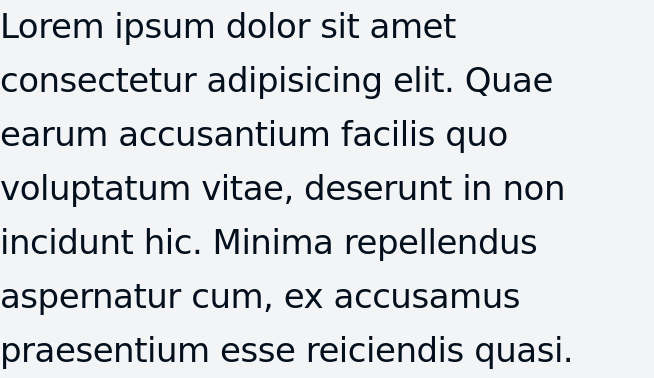 Lorem ipsum dolor sit amet
consectetur adipisicing elit. Quae
earum accusantium facilis quo
voluptatum vitae, deserunt in non
incidunt hic. Minima repellendus
aspernatur cum, ex accusamus
praesentium esse reiciendis quasi.